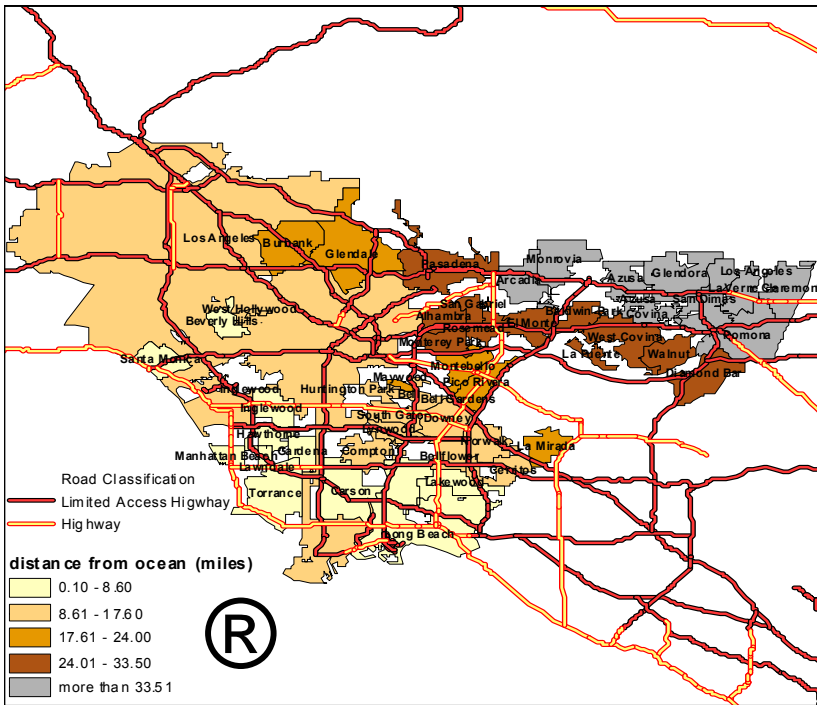 Los Angeles
Burbank
Glendale
Pasadena
Monrovia
Arcadia
Azusa
Glendora
Los Angeles
La Verne
Claremont
Azusa
San Dimas
Covina
San Gabriel
Alhambra
Baldwin Park
Rosemead
El Monte
West Hollywood
Beverly Hills
Monterey Park
West Covina
Pomona
La Puente
Walnut
Santa Monica
Montebello
Diamond Bar
Maywood
Pico Rivera
Inglewood
Huntington Park
Bell
Bell Gardens
Inglewood
South Gate
Downey
Lynwood
Hawthorne
Norwalk
La Mirada
Gardena
Compton
Manhattan Beach
Bellflower
Lawndale
Cerritos
Torrance
Carson
Lakewood
Long Beach
Road Classification
Limited Access Higwhay
Highway
distance from ocean (miles)
0.10 - 8.60
8.61 - 17.60
17.61 - 24.00
24.01 - 33.50
more than 33.51
®